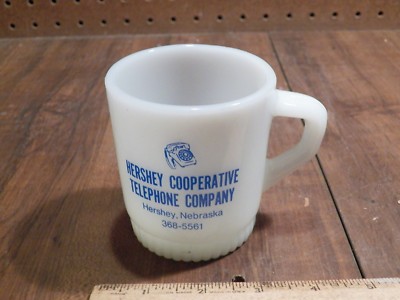 HERSHEY COOPERATIVE
TELEPHONE COMPANY
Hershey, Nebraska
368-5561